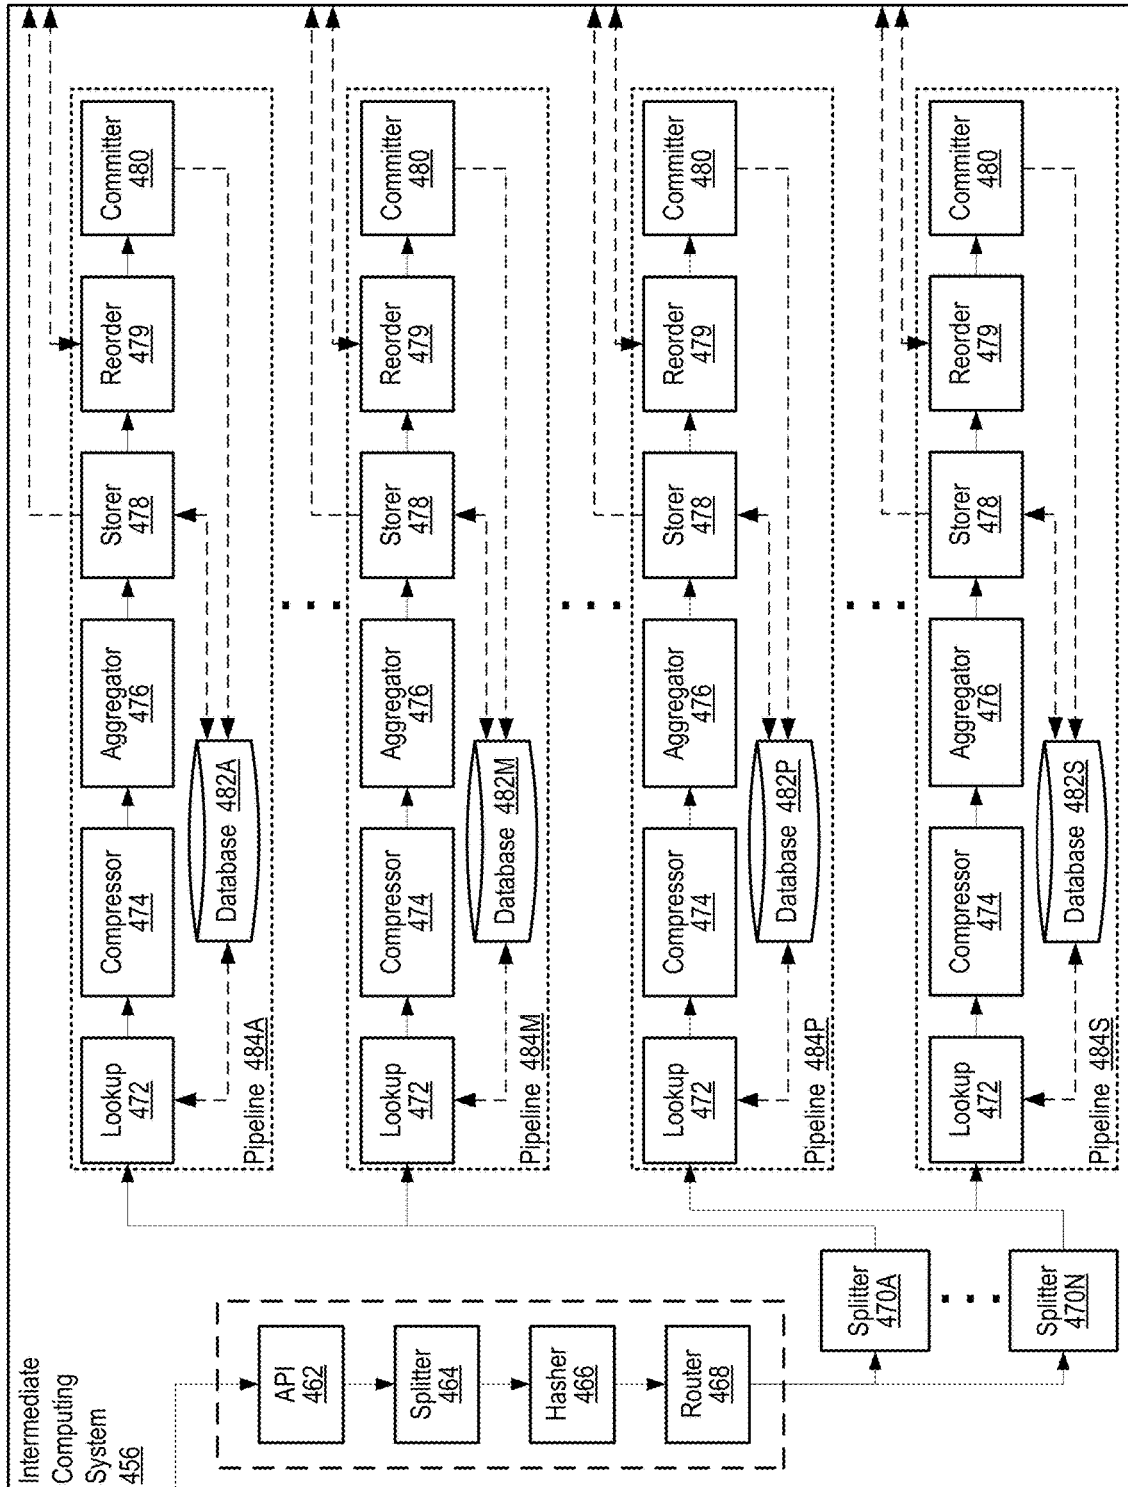 Intermediate
Computing
System
456
API
462
Splitter
464
Hasher
466
Router
468
Splitter
470A
Splitter
470N
Lookup
472
Compressor
474
Aggregator
476
Storer
478
Reorder
479
Committer
480
Database 482A
Pipeline 484A
Lookup
472
Compressor
474
Aggregator
476
Storer
478
Reorder
479
Committer
480
Database 482M
Pipeline 484M
Lookup
472
Compressor
474
Aggregator
476
Storer
478
Reorder
479
Committer
480
Database 482P
Pipeline 484P
Lookup
472
Compressor
474
Aggregator
476
Storer
478
Reorder
479
Committer
480
Database 482S
Pipeline 484S